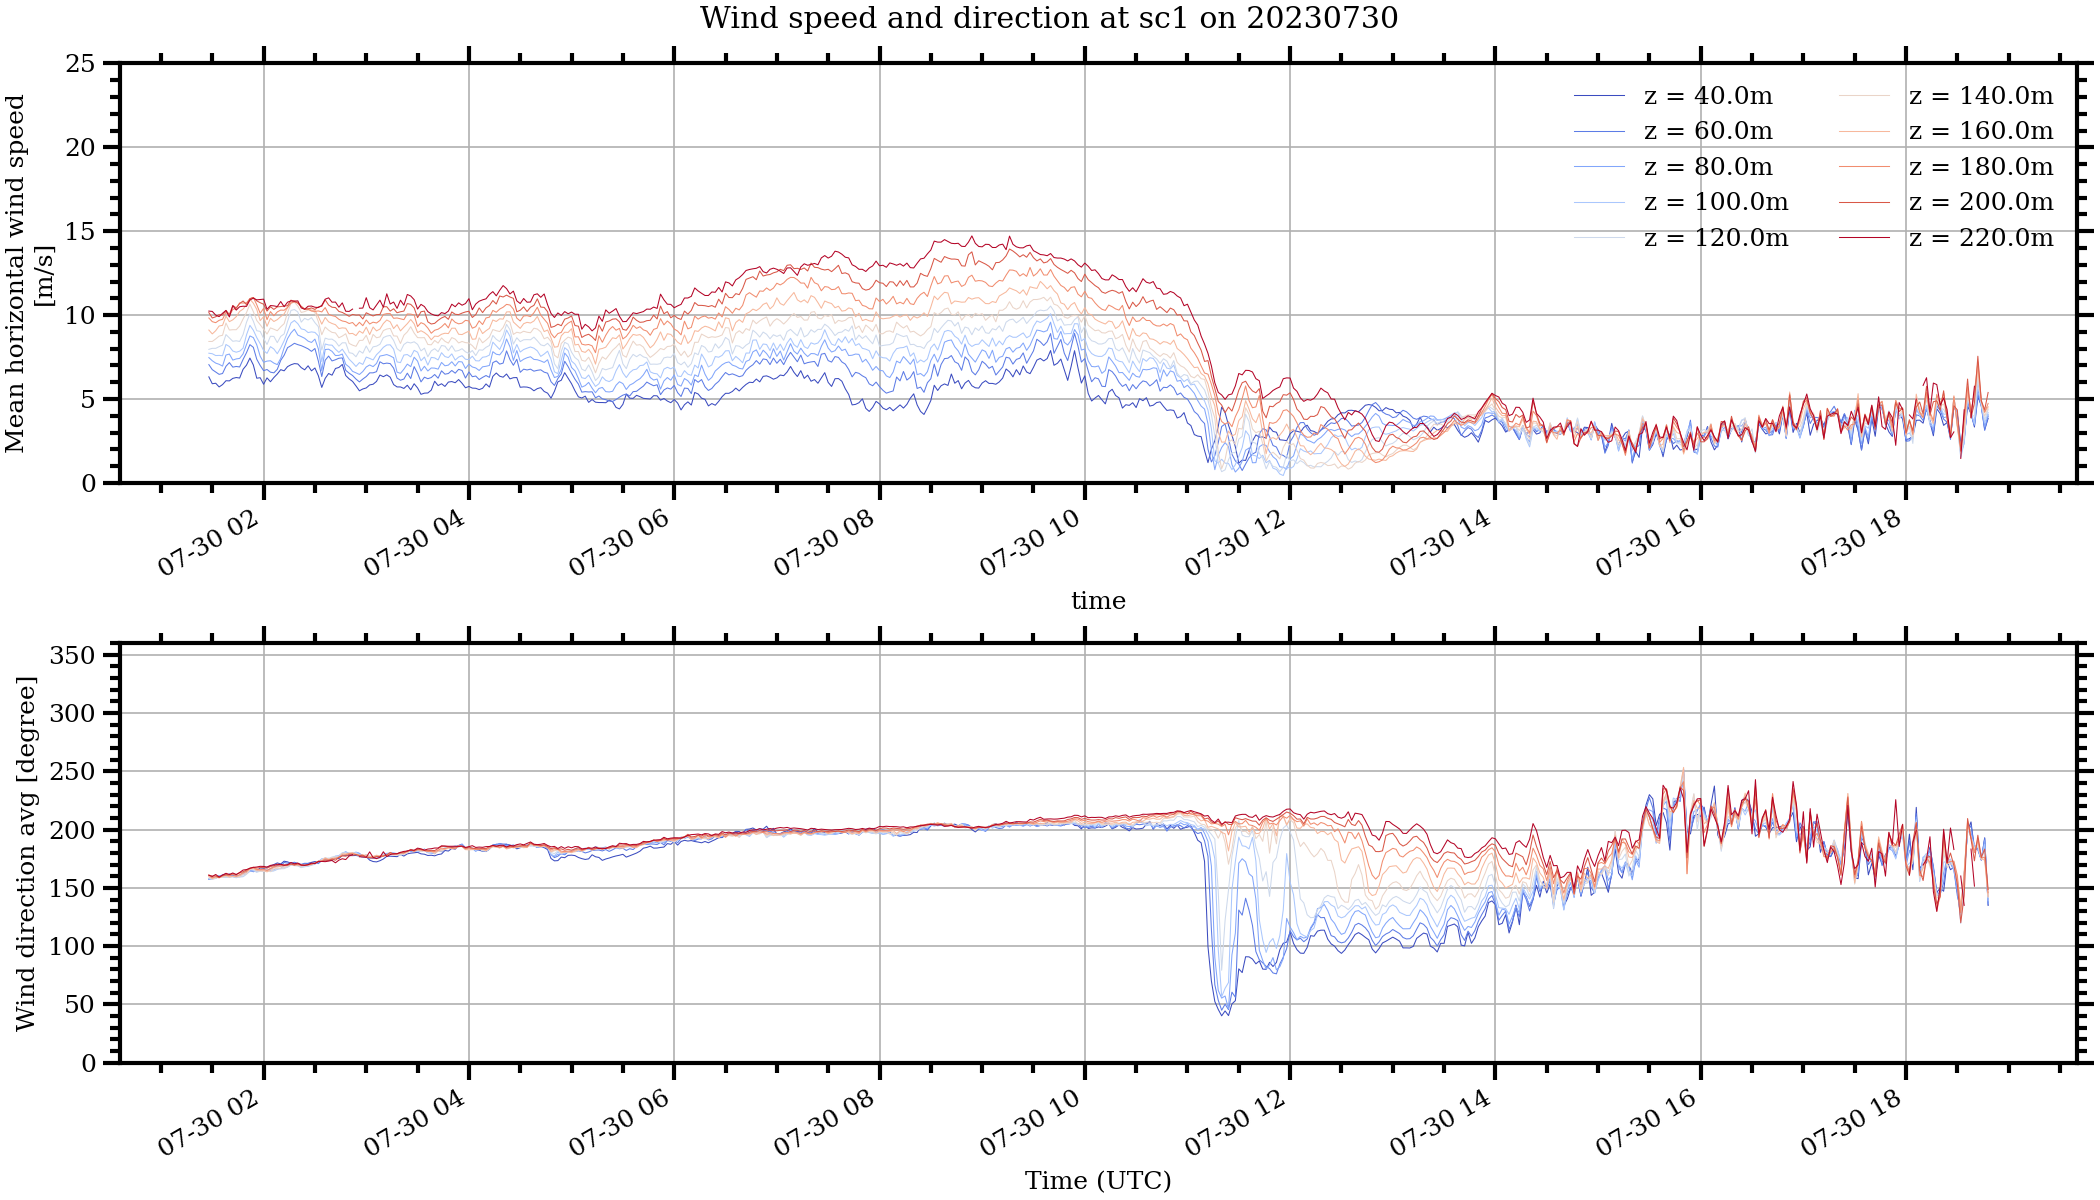 Wind speed and direction at sc1 on 20230730
Mean horizontal wind speed
[m/s]
25
20
15
10
5
0
z = 40.0m
z = 60.0m
z = 80.0m
z = 100.0m
z = 120.0m
z = 140.0m
z = 160.0m
z = 180.0m
z = 200.0m
z = 220.0m
07-30 02
07-30 04
07-30 06
07-30 08
07-30 10
07-30 12
07-30 14
07-30 16
07-30 18
time
Wind direction avg [degree]
350
300
250
200
150
100
50
0
07-30 02
07-30 04
07-30 06
07-30 08
07-30 10
07-30 12
07-30 14
07-30 16
07-30 18
Time (UTC)